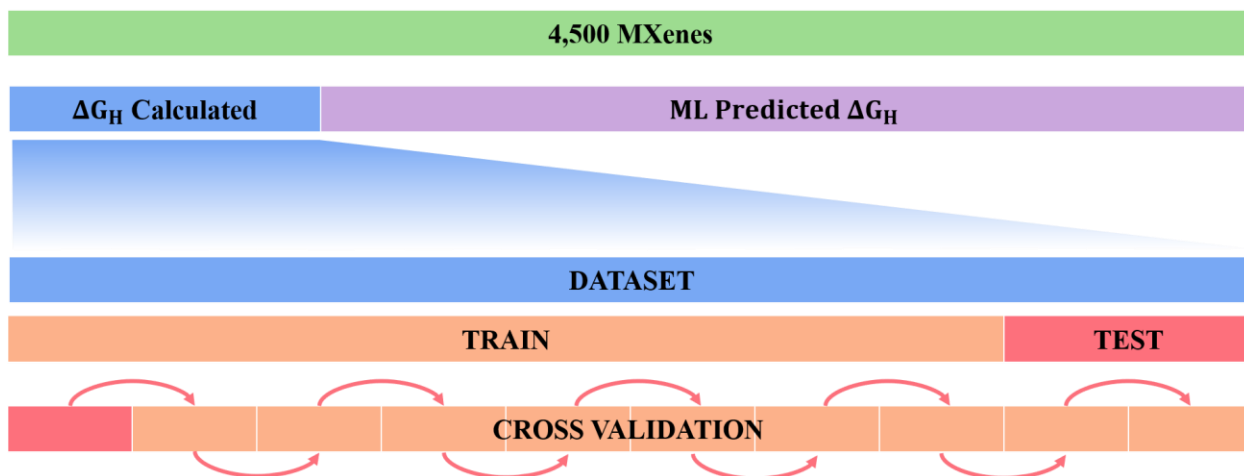 4,500 MXenes
ΔG_H Calculated
ML Predicted ΔG_H
DATASET
TRAIN
TEST
CROSS VALIDATION